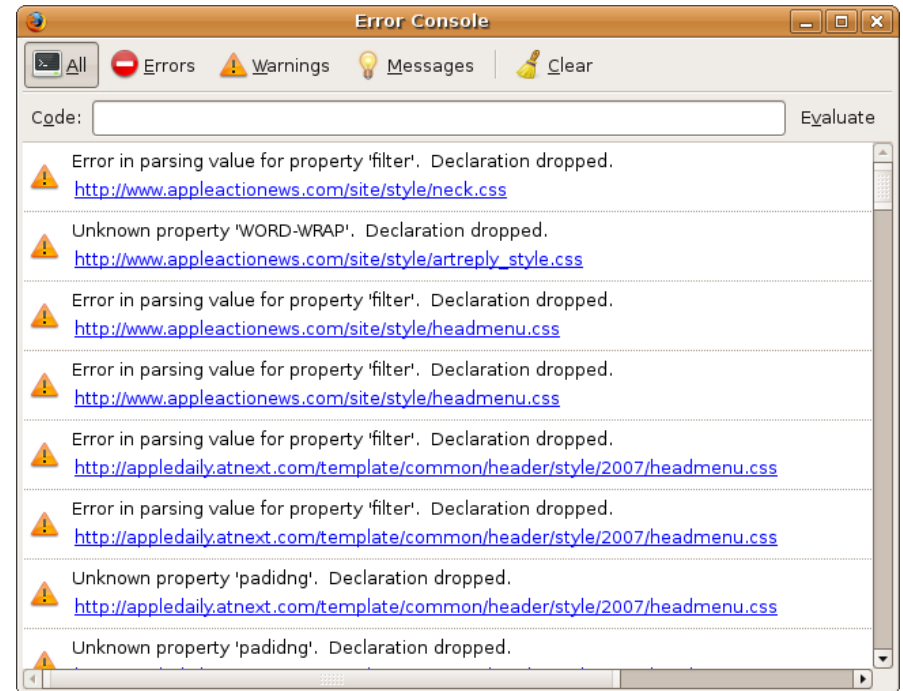 Error Console
All Errors Warnings Messages Clear
Code: Evaluate
Error in parsing value for property 'filter'.  Declaration dropped.
http://www.appleactionews.com/site/style/neck.css
Unknown property 'WORD-WRAP'.  Declaration dropped.
http://www.appleactionews.com/site/style/artreply_style.css
Error in parsing value for property 'filter'.  Declaration dropped.
http://www.appleactionews.com/site/style/headmenu.css
Error in parsing value for property 'filter'.  Declaration dropped.
http://www.appleactionews.com/site/style/headmenu.css
Error in parsing value for property 'filter'.  Declaration dropped.
http://appledaily.atnext.com/template/common/header/style/2007/headmenu.css
Error in parsing value for property 'filter'.  Declaration dropped.
http://appledaily.atnext.com/template/common/header/style/2007/headmenu.css
Unknown property 'padidng'.  Declaration dropped.
http://appledaily.atnext.com/template/common/header/style/2007/headmenu.css
Unknown property 'padidng'.  Declaration dropped.